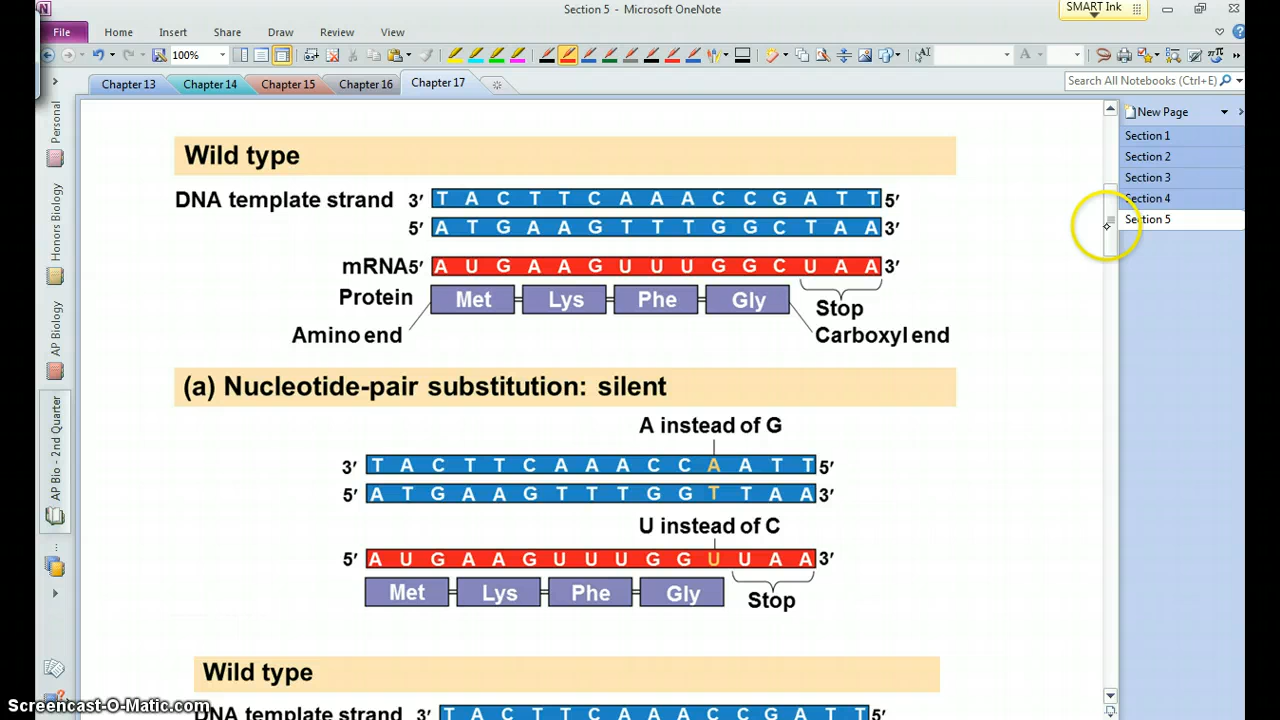 Section 5 - Microsoft OneNote
SMART Ink
File Home Insert Share Draw Review View
100%
Chapter 13 Chapter 14 Chapter 15 Chapter 16 Chapter 17
Search All Notebooks (Ctrl+E)
New Page
Section 1
Section 2
Section 3
Section 4
Section 5
Personal
Honors Biology
AP Biology
AP Bio - 2nd Quarter
Wild type
DNA template strand 3′ T A C T T C A A A C C G A T T 5′
5′ A T G A A G T T T G G C T A A 3′
mRNA 5′ A U G A A G U U U G G C U A A 3′
Protein Met Lys Phe Gly Stop
Amino end Carboxyl end
(a) Nucleotide-pair substitution: silent
A instead of G
3′ T A C T T C A A A C C A A T T 5′
5′ A T G A A G T T T G G T T A A 3′
U instead of C
5′ A U G A A G U U U G G U U A A 3′
Met Lys Phe Gly Stop
Wild type
DNA template strand 3′ T A C T T C A A A C C G A T T 5′
Screencast-O-Matic.com